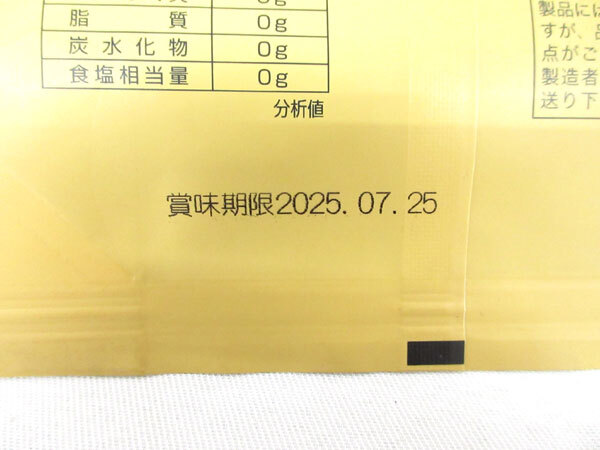 脂質 0g
炭水化物 0g
食塩相当量 0g
分析値
賞味期限2025.07.25
製品に
すが、
点がご
製造者
送り下